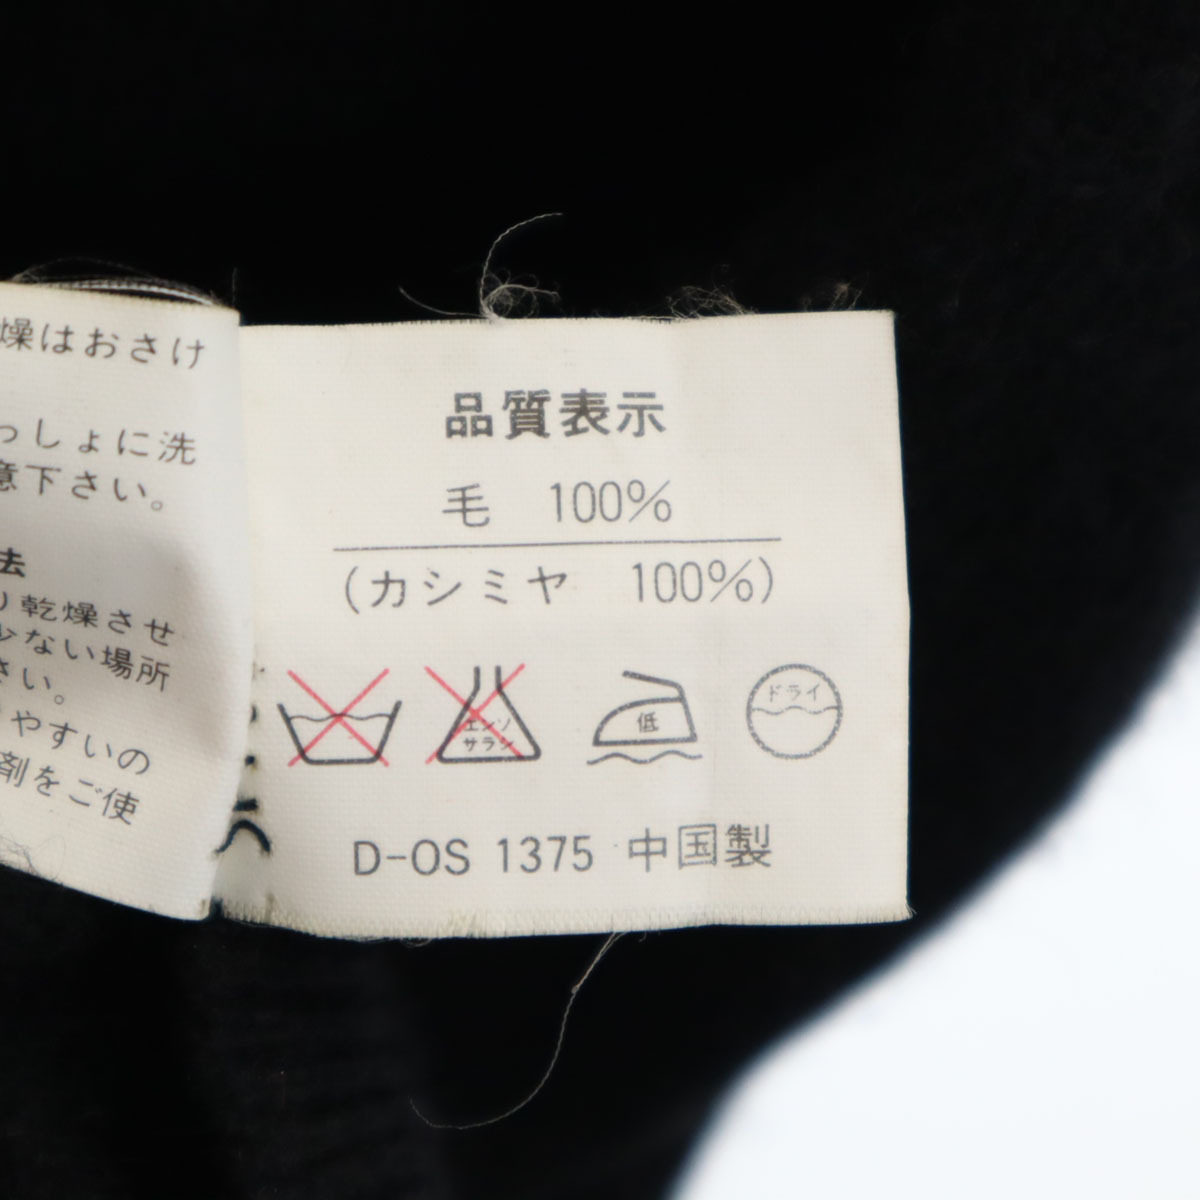 燥はおさけ
っしょに洗
意下さい。
去
り乾燥させ
少ない場所
さい。
りやすいの
剤をご使
品質表示
毛 100%
(カシミヤ 100%)
エンソ
サラシ
低
ドライ
D-OS 1375 中国製